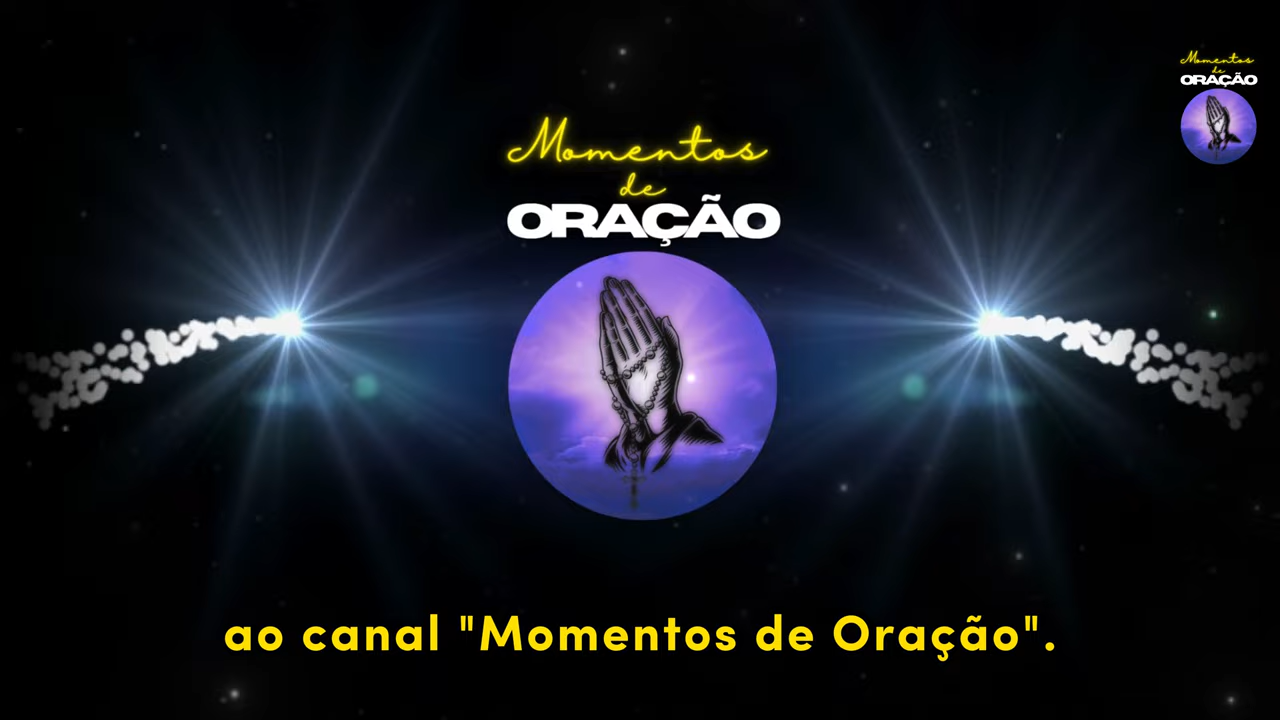 Momentos
de
ORAÇÃO
Momentos
de
ORAÇÃO
ao canal "Momentos de Oração".